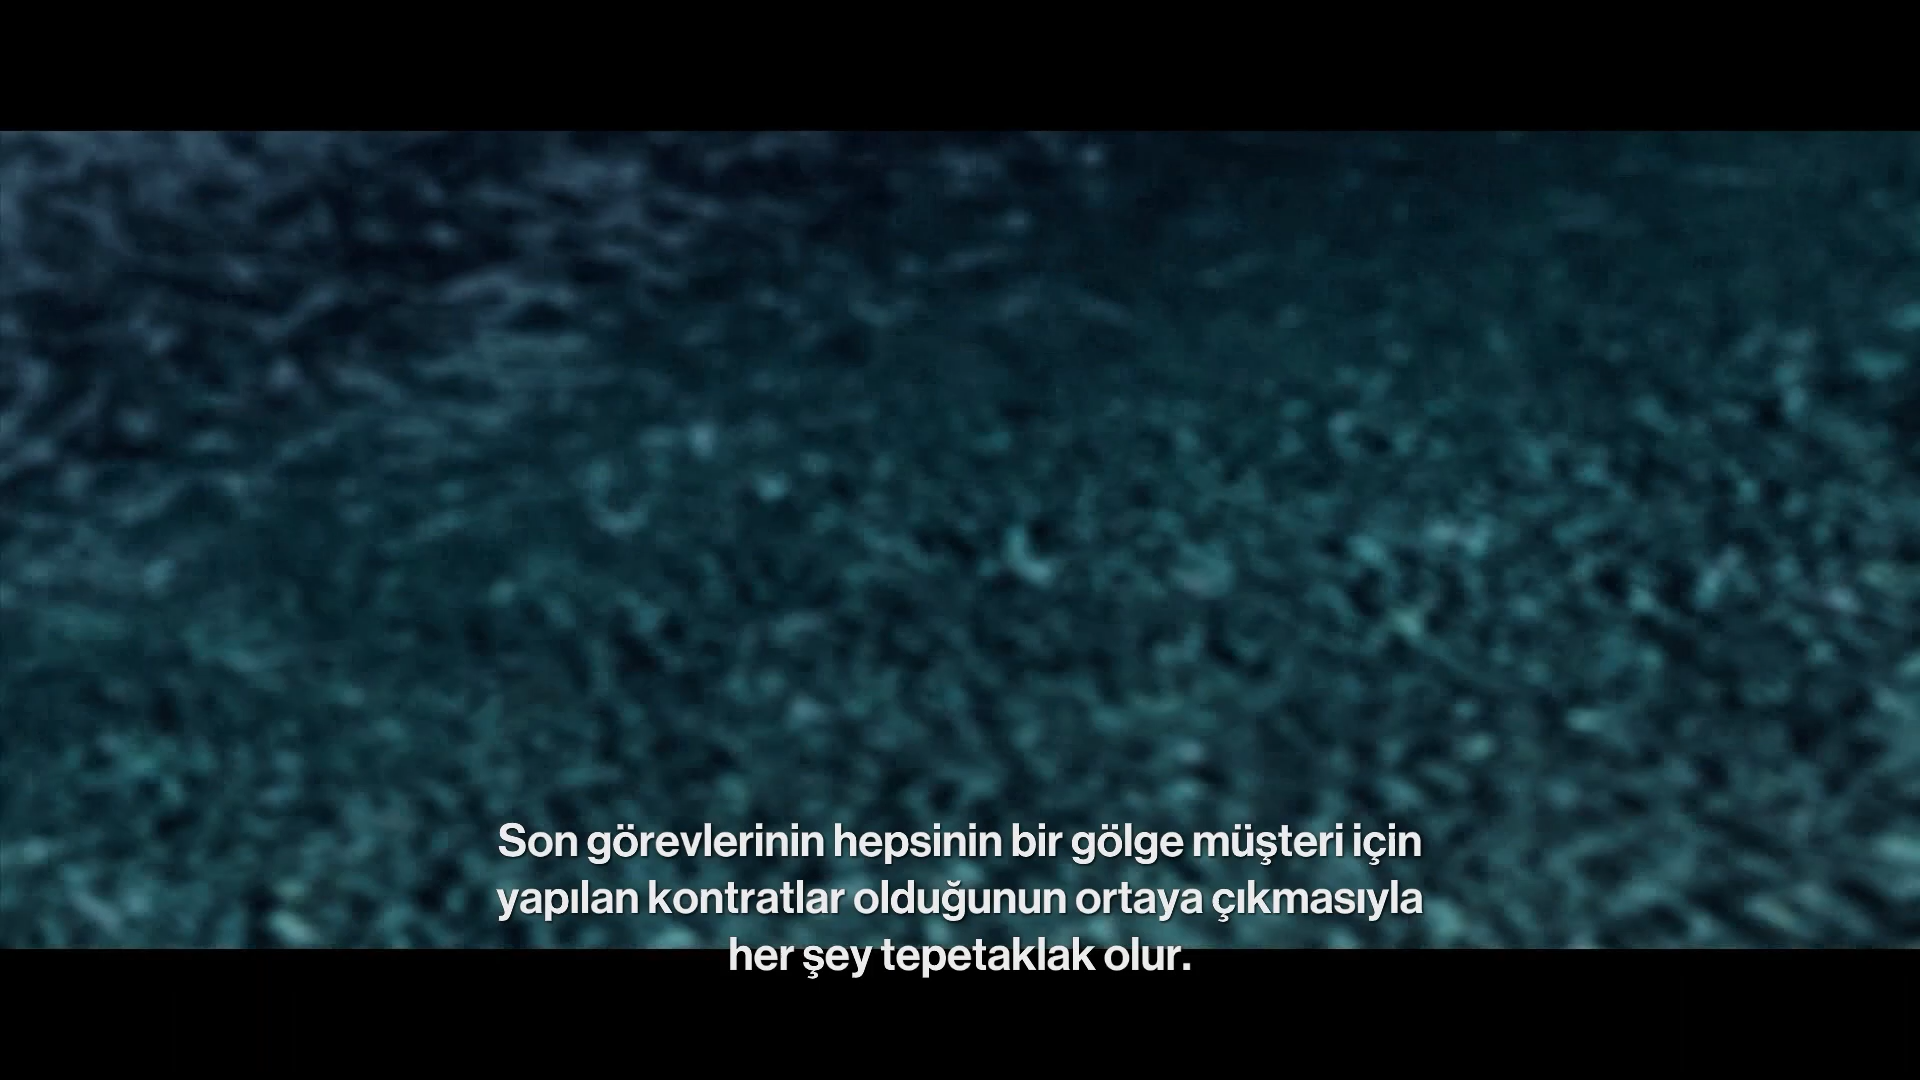 Son görevlerinin hepsinin bir gölge müşteri için
yapılan kontratlar olduğunun ortaya çıkmasıyla
her şey tepetaklak olur.